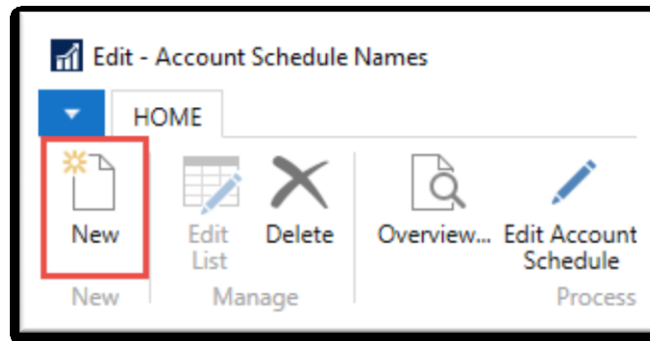 Edit - Account Schedule Names
HOME
New
Edit
List
Delete
Overview...
Edit Account
Schedule
New
Manage
Process